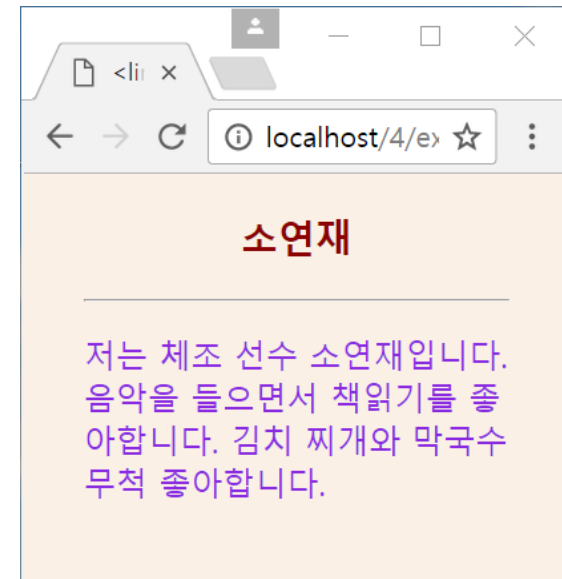 <li
localhost/4/ex
소연재
저는 체조 선수 소연재입니다.
음악을 들으면서 책읽기를 좋
아합니다. 김치 찌개와 막국수
무척 좋아합니다.